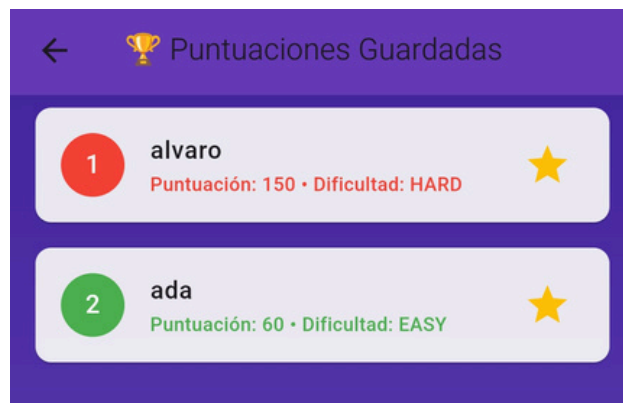 🏆 Puntuaciones Guardadas
1
alvaro
Puntuación: 150 • Dificultad: HARD
2
ada
Puntuación: 60 • Dificultad: EASY